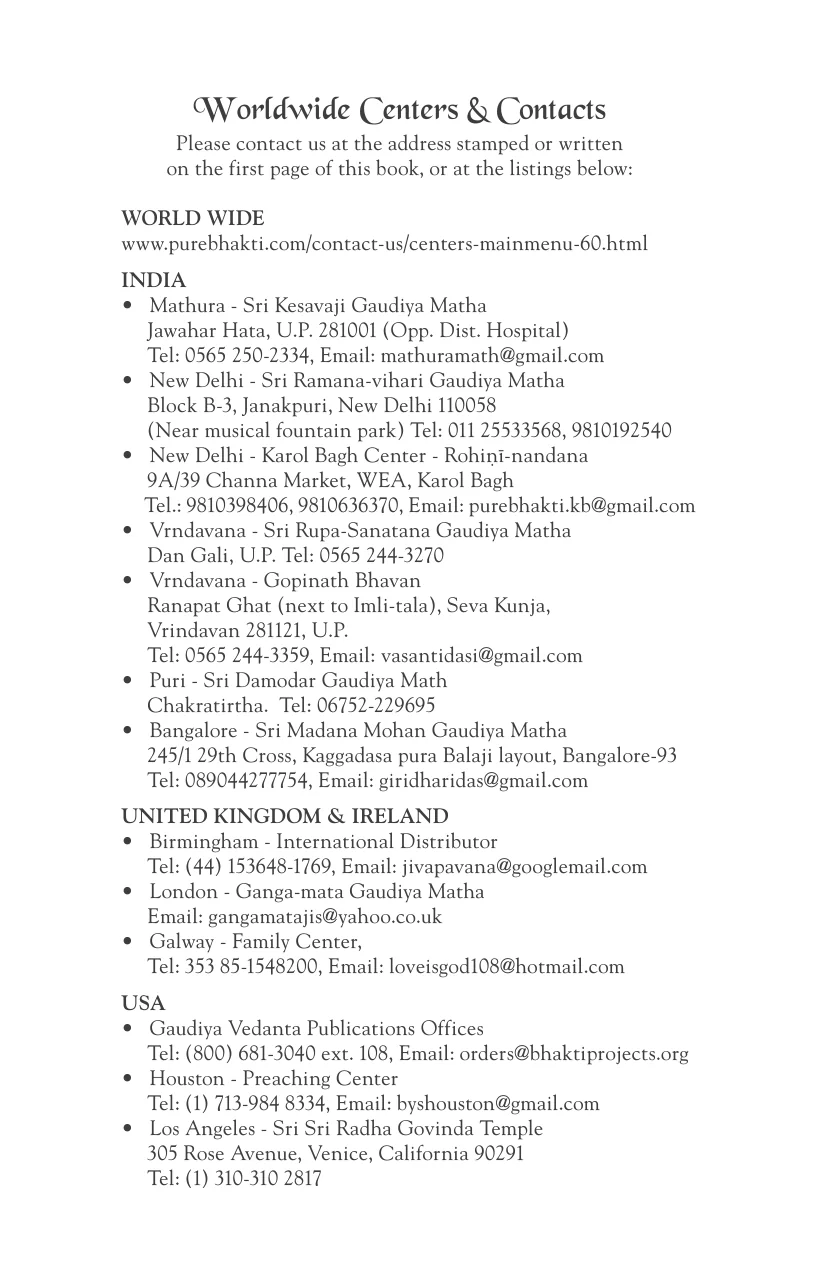 Worldwide Centers & Contacts
Please contact us at the address stamped or written
on the first page of this book, or at the listings below:
WORLD WIDE
www.purebhakti.com/contact-us/centers-mainmenu-60.html
INDIA
• Mathura - Sri Kesavaji Gaudiya Matha
Jawahar Hata, U.P. 281001 (Opp. Dist. Hospital)
Tel: 0565 250-2334, Email: mathuramath@gmail.com
• New Delhi - Sri Ramana-vihari Gaudiya Matha
Block B-3, Janakpuri, New Delhi 110058
(Near musical fountain park) Tel: 011 25533568, 9810192540
• New Delhi - Karol Bagh Center - Rohiṇī-nandana
9A/39 Channa Market, WEA, Karol Bagh
Tel.: 9810398406, 9810636370, Email: purebhakti.kb@gmail.com
• Vrndavana - Sri Rupa-Sanatana Gaudiya Matha
Dan Gali, U.P. Tel: 0565 244-3270
• Vrndavana - Gopinath Bhavan
Ranapat Ghat (next to Imli-tala), Seva Kunja,
Vrindavan 281121, U.P.
Tel: 0565 244-3359, Email: vasantidasi@gmail.com
• Puri - Sri Damodar Gaudiya Math
Chakratirtha.  Tel: 06752-229695
• Bangalore - Sri Madana Mohan Gaudiya Matha
245/1 29th Cross, Kaggadasa pura Balaji layout, Bangalore-93
Tel: 089044277754, Email: giridharidas@gmail.com
UNITED KINGDOM & IRELAND
• Birmingham - International Distributor
Tel: (44) 153648-1769, Email: jivapavana@googlemail.com
• London - Ganga-mata Gaudiya Matha
Email: gangamatajis@yahoo.co.uk
• Galway - Family Center,
Tel: 353 85-1548200, Email: loveisgod108@hotmail.com
USA
• Gaudiya Vedanta Publications Offices
Tel: (800) 681-3040 ext. 108, Email: orders@bhaktiprojects.org
• Houston - Preaching Center
Tel: (1) 713-984 8334, Email: byshouston@gmail.com
• Los Angeles - Sri Sri Radha Govinda Temple
305 Rose Avenue, Venice, California 90291
Tel: (1) 310-310 2817